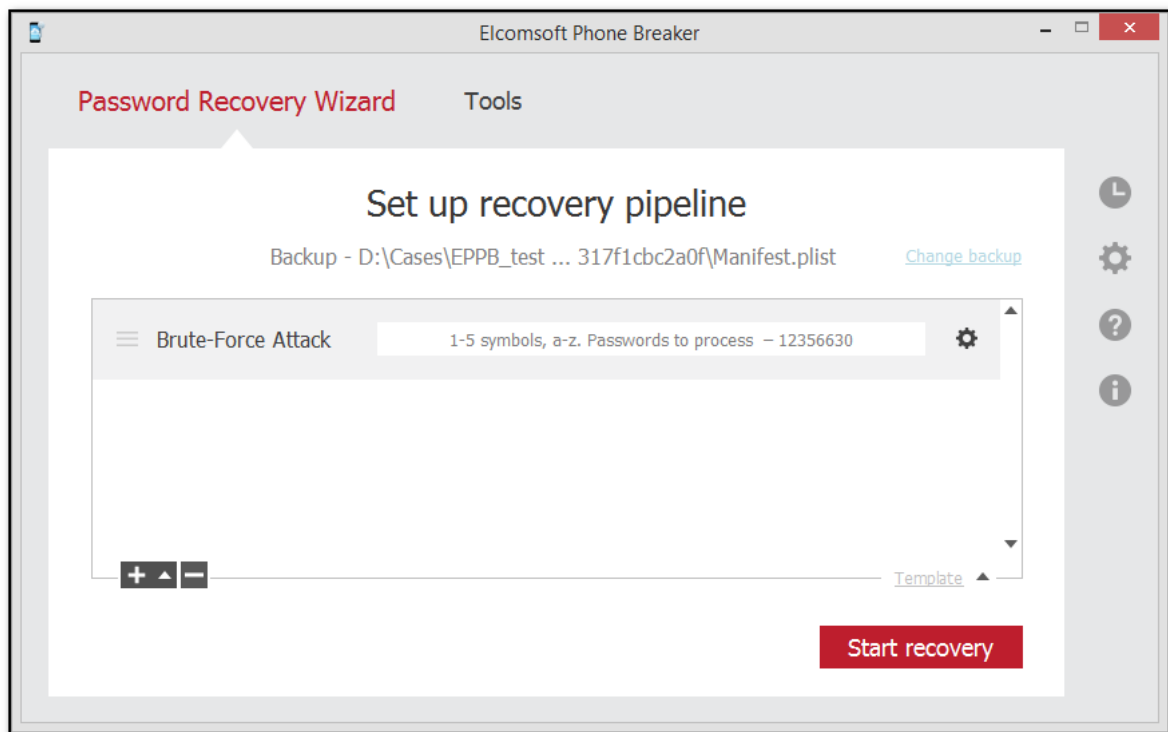 Elcomsoft Phone Breaker
Password Recovery Wizard Tools
Set up recovery pipeline
Backup - D:\Cases\EPPB_test ... 317f1cbc2a0f\Manifest.plist Change backup
Brute-Force Attack 1-5 symbols, a-z. Passwords to process – 12356630
Template
Start recovery